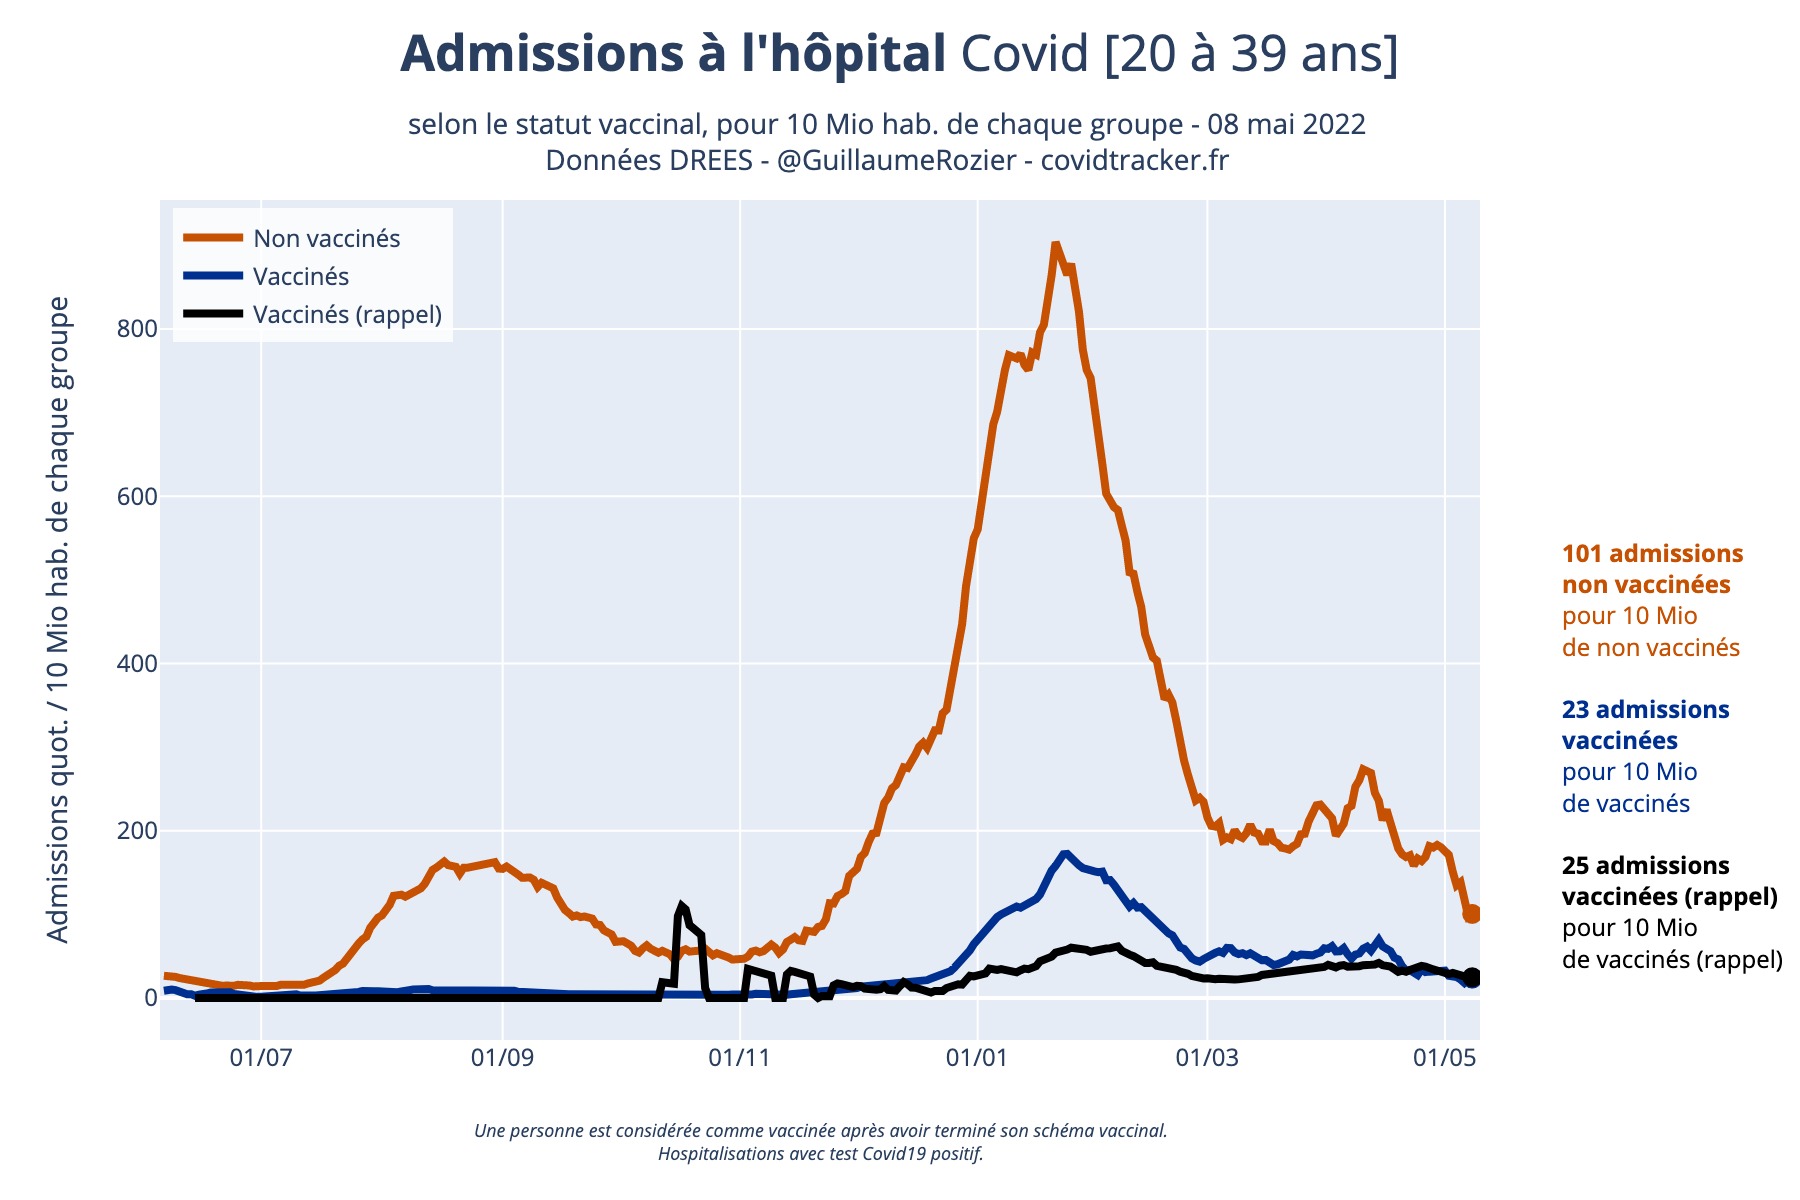 Admissions à l'hôpital Covid [20 à 39 ans]
selon le statut vaccinal, pour 10 Mio hab. de chaque groupe - 08 mai 2022
Données DREES - @GuillaumeRozier - covidtracker.fr
Non vaccinés
Vaccinés
Vaccinés (rappel)
Admissions quot. / 10 Mio hab. de chaque groupe
800
600
400
200
0
01/07
01/09
01/11
01/01
01/03
01/05
101 admissions
non vaccinées
pour 10 Mio
de non vaccinés
23 admissions
vaccinées
pour 10 Mio
de vaccinés
25 admissions
vaccinées (rappel)
pour 10 Mio
de vaccinés (rappel)
Une personne est considérée comme vaccinée après avoir terminé son schéma vaccinal.
Hospitalisations avec test Covid19 positif.